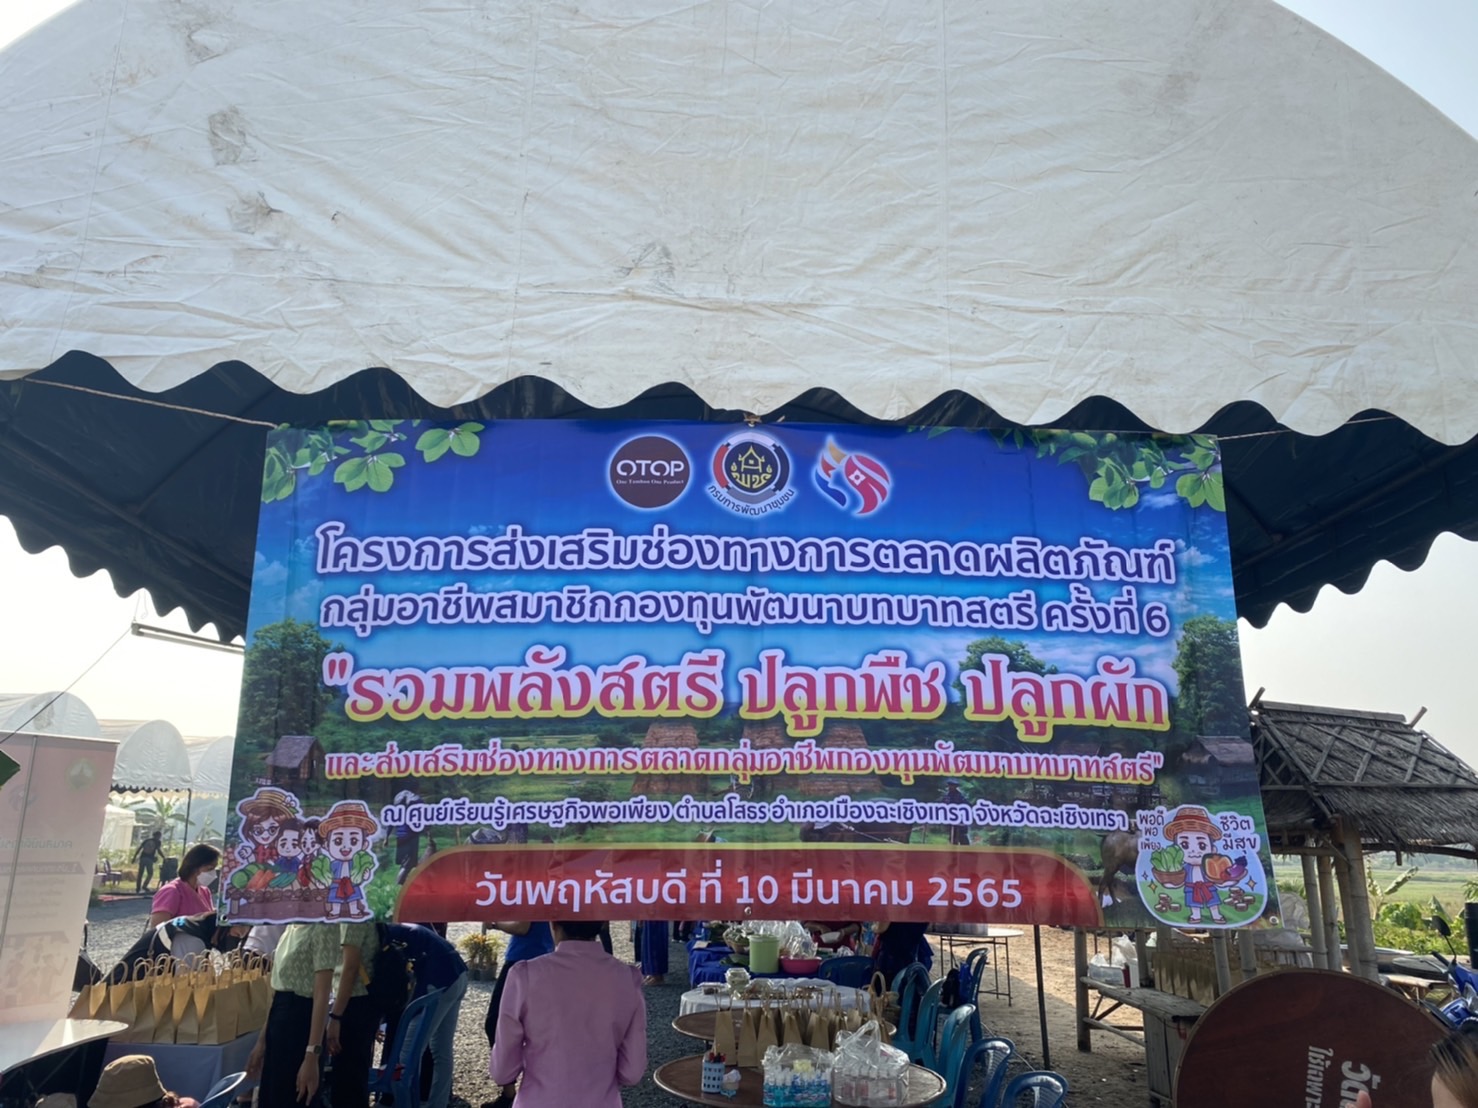 OTOP
One Tambon One Product
กรมการพัฒนาชุมชน
โครงการส่งเสริมช่องทางการตลาดผลิตภัณฑ์
กลุ่มอาชีพสมาชิกกองทุนพัฒนาบทบาทสตรี ครั้งที่ 6
"รวมพลังสตรี ปลูกพืช ปลูกผัก
และส่งเสริมช่องทางการตลาดกลุ่มอาชีพกองทุนพัฒนาบทบาทสตรี"
ณ ศูนย์เรียนรู้เศรษฐกิจพอเพียง ตำบลโสธร อำเภอเมืองฉะเชิงเทรา จังหวัดฉะเชิงเทรา
พอดี
พอ
เพียง
ชีวิต
มีสุข
วันพฤหัสบดี ที่ 10 มีนาคม 2565